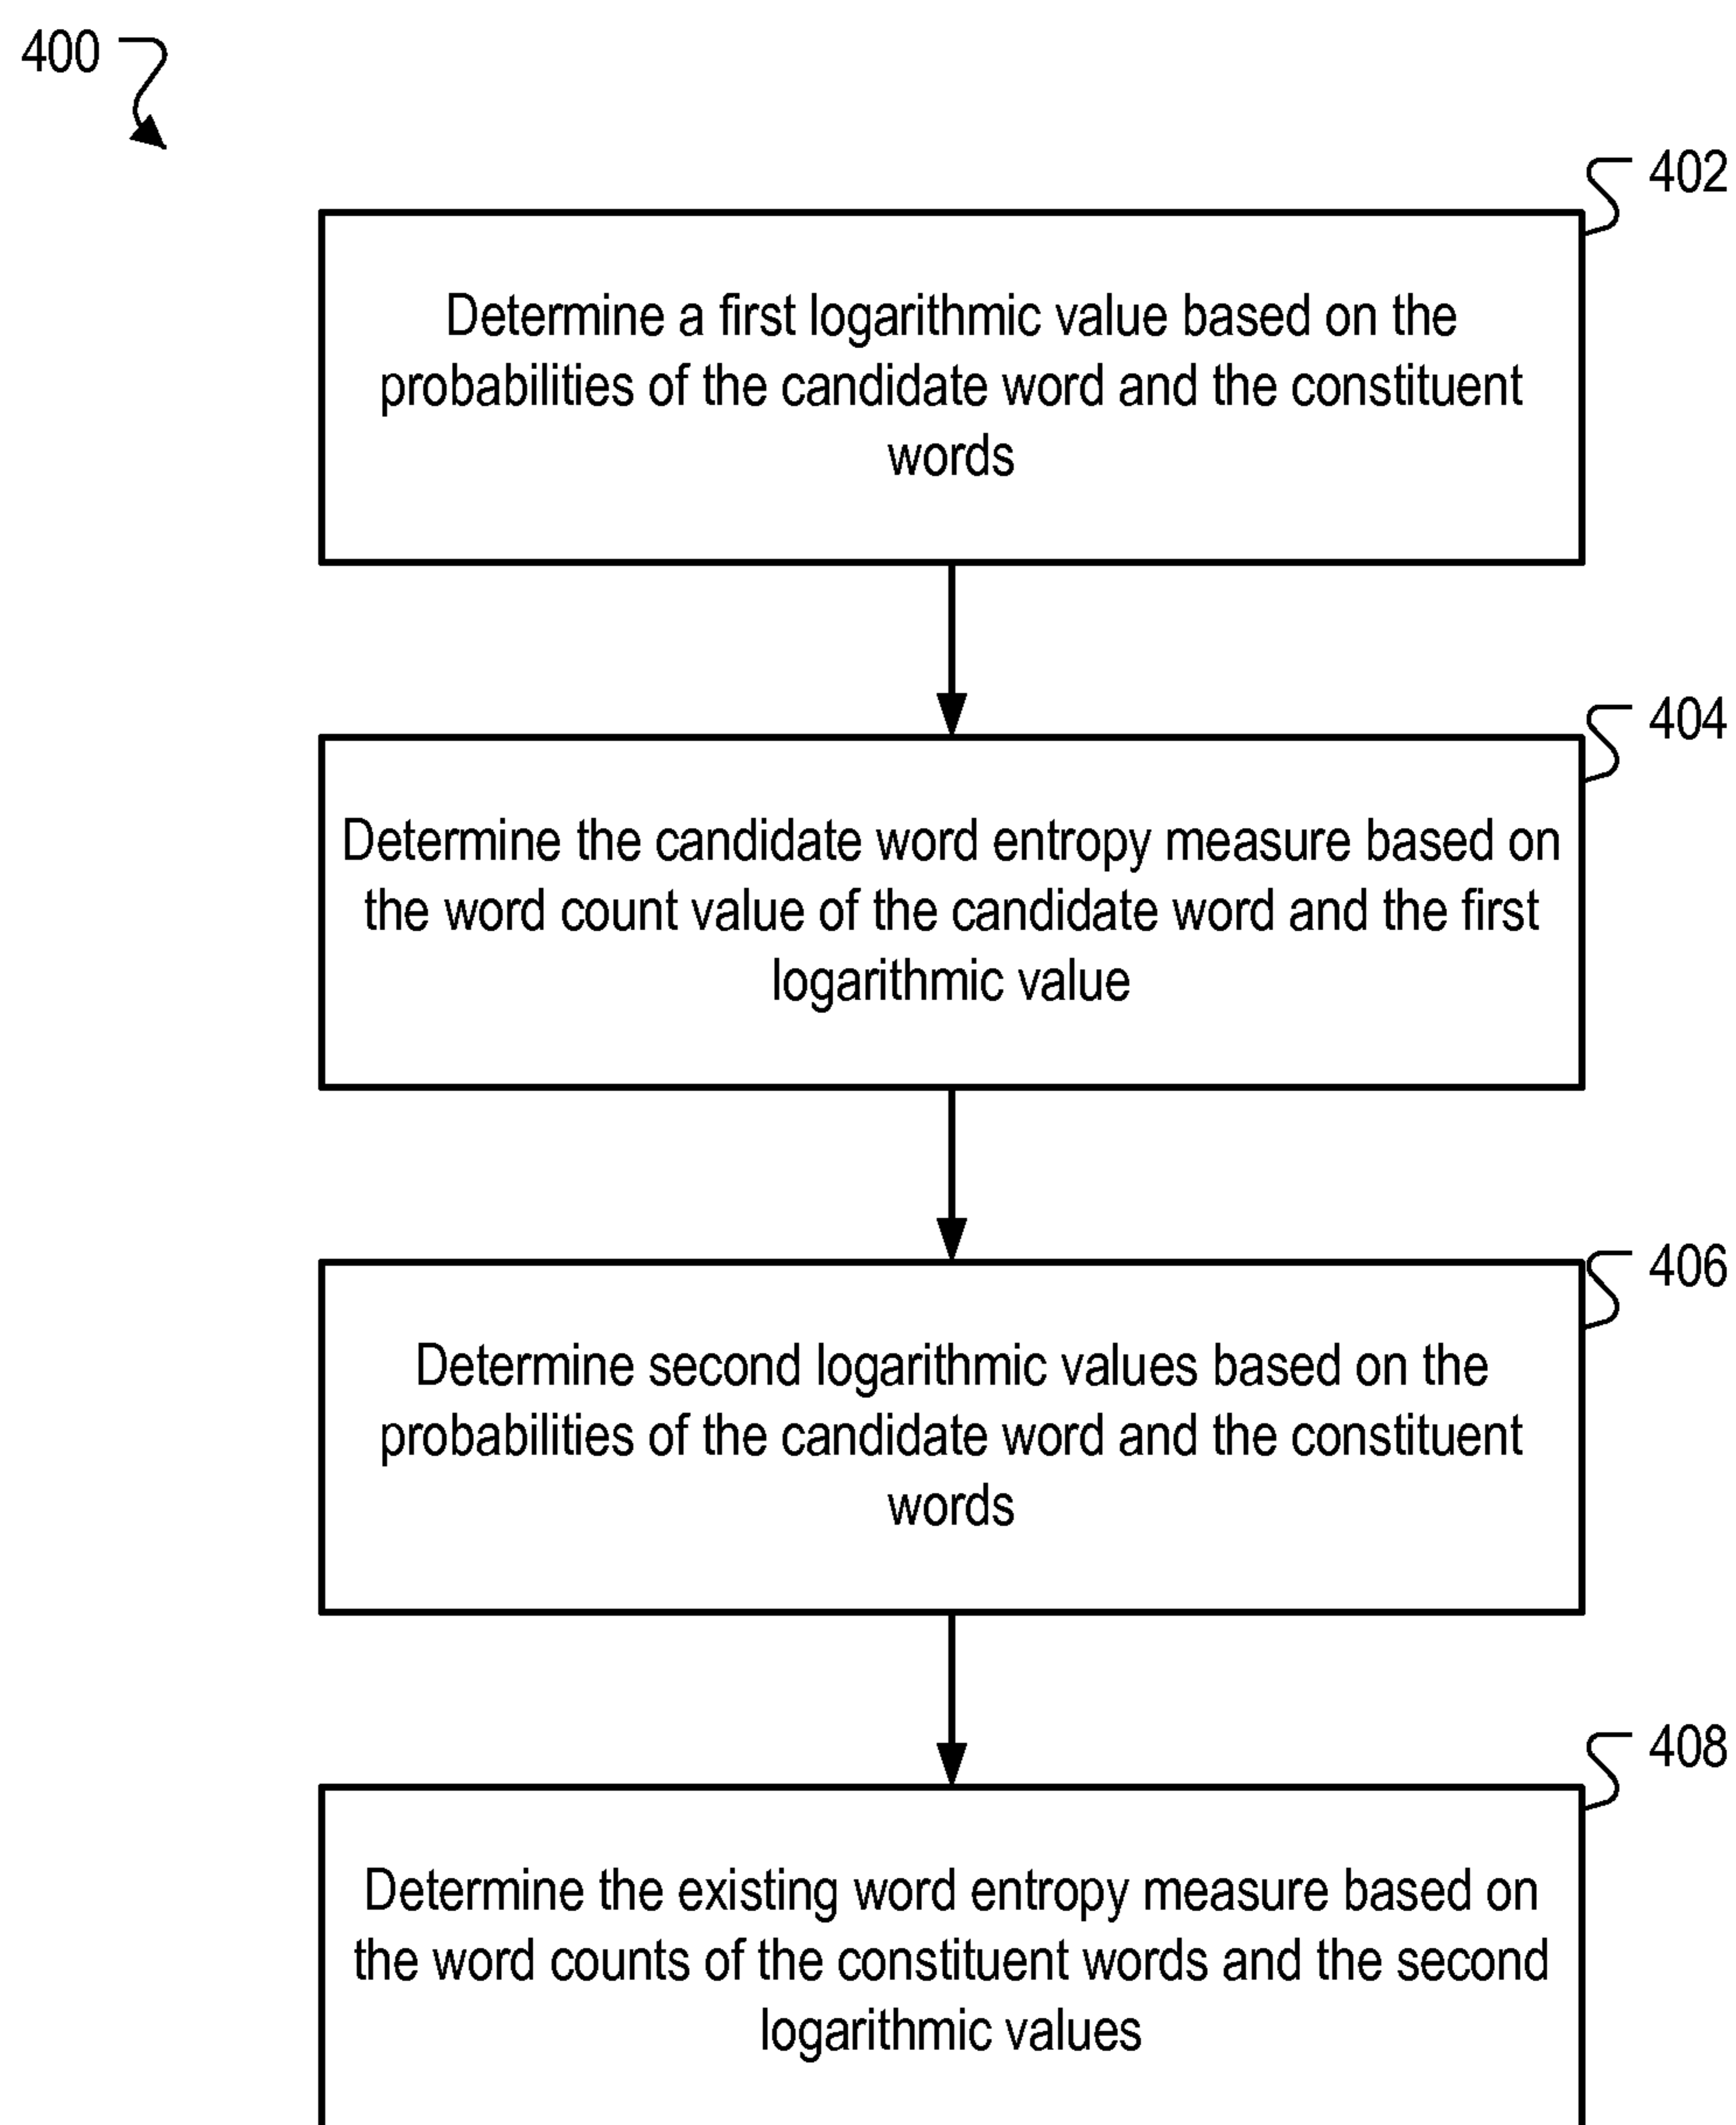 400
402
Determine a first logarithmic value based on the
probabilities of the candidate word and the constituent
words
404
Determine the candidate word entropy measure based on
the word count value of the candidate word and the first
logarithmic value
406
Determine second logarithmic values based on the
probabilities of the candidate word and the constituent
words
408
Determine the existing word entropy measure based on
the word counts of the constituent words and the second
logarithmic values